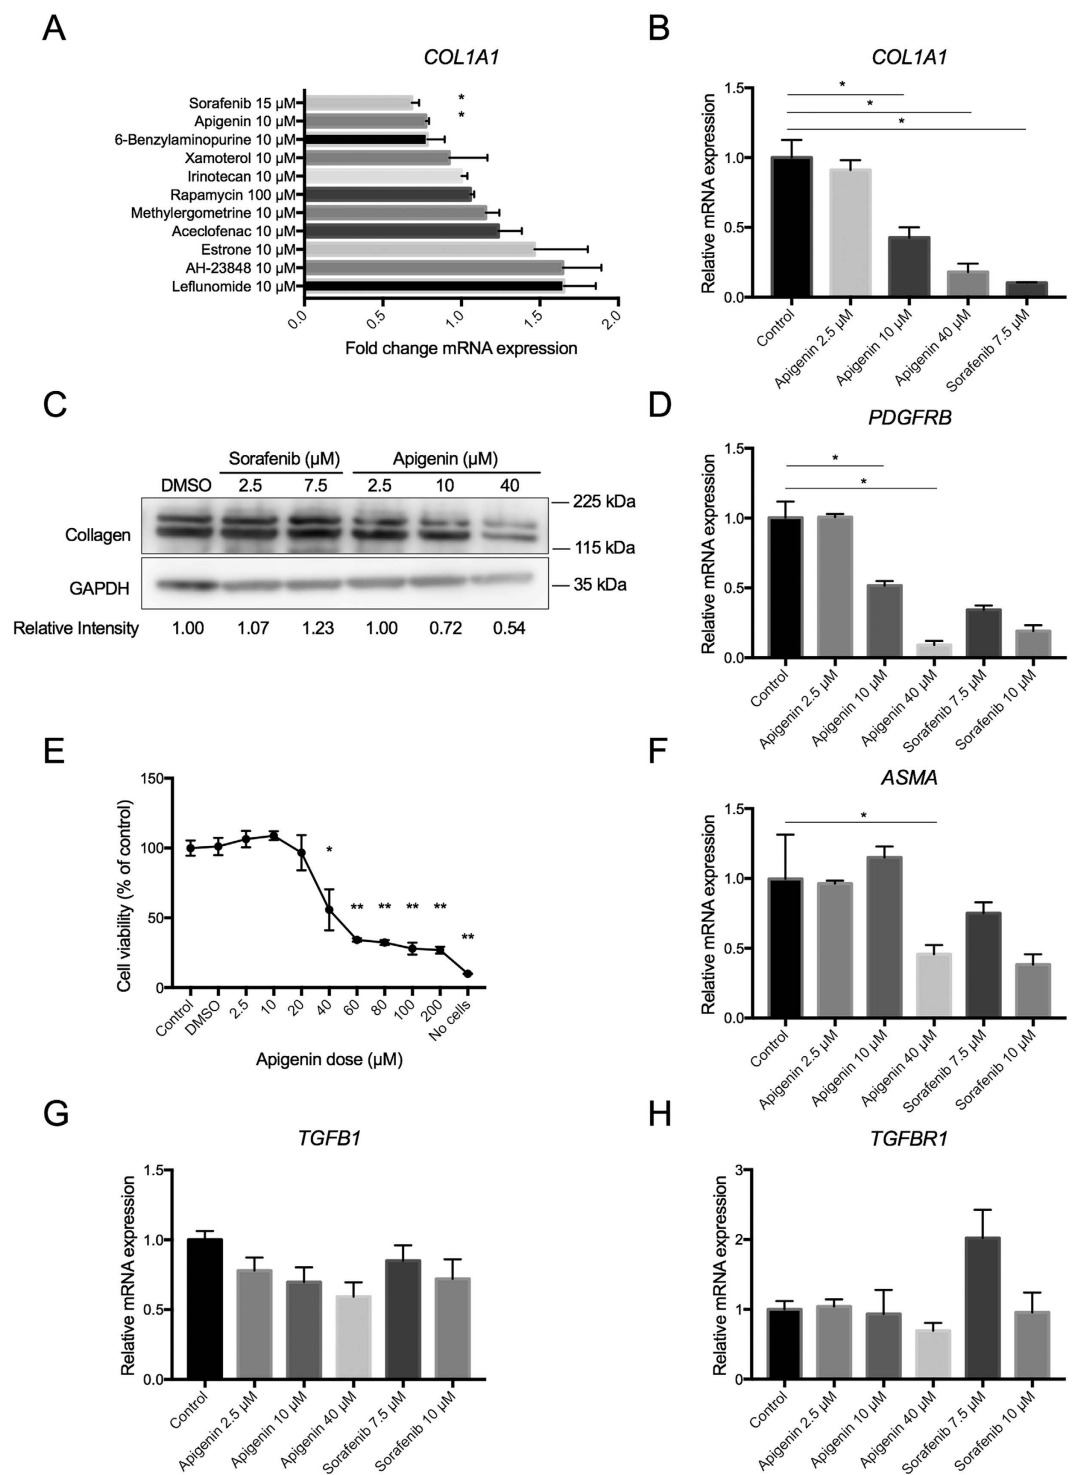 A
COL1A1
Sorafenib 15 µM
Apigenin 10 µM
6-Benzylaminopurine 10 µM
Xamoterol 10 µM
Irinotecan 10 µM
Rapamycin 100 µM
Methylergometrine 10 µM
Aceclofenac 10 µM
Estrone 10 µM
AH-23848 10 µM
Leflunomide 10 µM
*
*
0.0 0.5 1.0 1.5 2.0
Fold change mRNA expression
B
COL1A1
Relative mRNA expression
1.5
1.0
0.5
0.0
*
*
*
Control
Apigenin 2.5 µM
Apigenin 10 µM
Apigenin 40 µM
Sorafenib 7.5 µM
C
Sorafenib (µM) Apigenin (µM)
DMSO 2.5 7.5 2.5 10 40
225 kDa
Collagen
115 kDa
GAPDH
35 kDa
Relative Intensity 1.00 1.07 1.23 1.00 0.72 0.54
D
PDGFRB
Relative mRNA expression
1.5
1.0
0.5
0.0
*
*
Control
Apigenin 2.5 µM
Apigenin 10 µM
Apigenin 40 µM
Sorafenib 7.5 µM
Sorafenib 10 µM
E
Cell viability (% of control)
150
100
50
0
* ** ** ** ** **
Control
DMSO
2.5
10
20
40
60
80
100
200
No cells
Apigenin dose (µM)
F
ASMA
Relative mRNA expression
1.5
1.0
0.5
0.0
*
Control
Apigenin 2.5 µM
Apigenin 10 µM
Apigenin 40 µM
Sorafenib 7.5 µM
Sorafenib 10 µM
G
TGFB1
Relative mRNA expression
1.5
1.0
0.5
0.0
Control
Apigenin 2.5 µM
Apigenin 10 µM
Apigenin 40 µM
Sorafenib 7.5 µM
Sorafenib 10 µM
H
TGFBR1
Relative mRNA expression
3
2
1
0
Control
Apigenin 2.5 µM
Apigenin 10 µM
Apigenin 40 µM
Sorafenib 7.5 µM
Sorafenib 10 µM